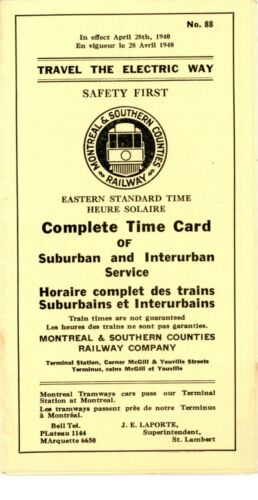 No. 88
In effect April 28th, 1940
En vigueur le 28 Avril 1940
TRAVEL THE ELECTRIC WAY
SAFETY FIRST
MONTREAL & SOUTHERN COUNTIES
RAILWAY
EASTERN STANDARD TIME
HEURE SOLAIRE
Complete Time Card
OF
Suburban and Interurban
Service
Horaire complet des trains
Suburbains et Interurbains
Train times are not guaranteed
Les heures des trains ne sont pas garanties.
MONTREAL & SOUTHERN COUNTIES
RAILWAY COMPANY
Terminal Station, Corner McGill & Youville Streets
Terminus, coins McGill et Youville
Montreal Tramways cars pass our Terminal
Station at Montreal.
Les tramways passent près de notre Terminus
à Montréal.
Bell Tel. J. E. LAPORTE,
PLateau 1144 Superintendent,
MArquette 6650 St. Lambert